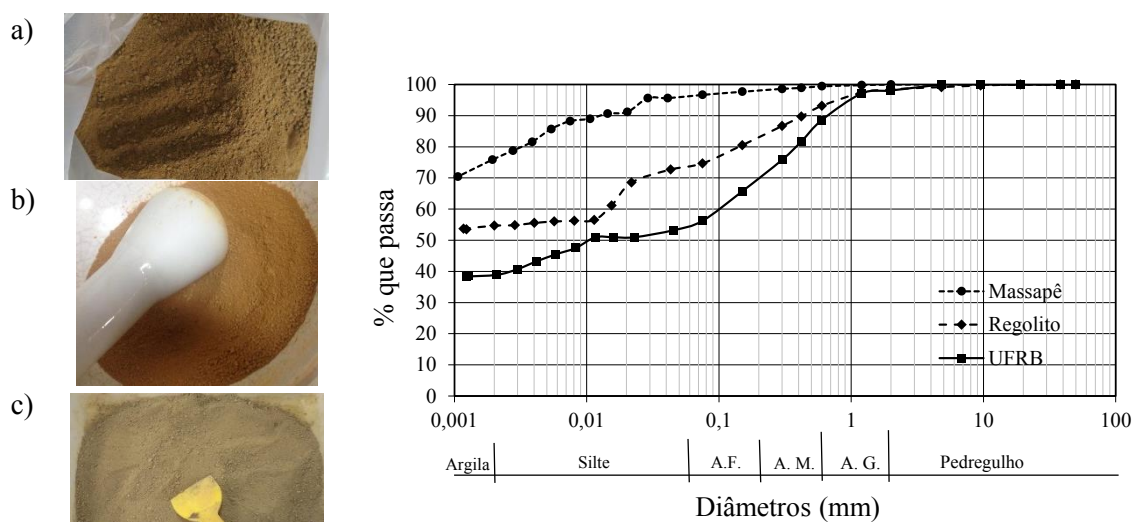 a)
b)
c)
% que passa
100
90
80
70
60
50
40
30
20
10
0
Massapê
Regolito
UFRB
0,001 0,01 0,1 1 10 100
Argila Silte A.F. A. M. A. G. Pedregulho
Diâmetros (mm)